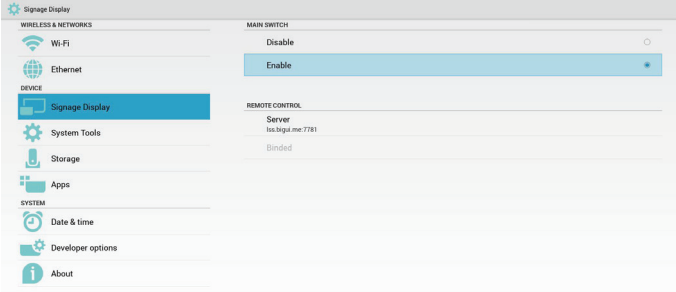 Signage Display
WIRELESS & NETWORKS
Wi-Fi
Ethernet
DEVICE
Signage Display
System Tools
Storage
Apps
SYSTEM
Date & time
Developer options
About
MAIN SWITCH
Disable
Enable
REMOTE CONTROL
Server
lss.bigui.me:7781
Binded